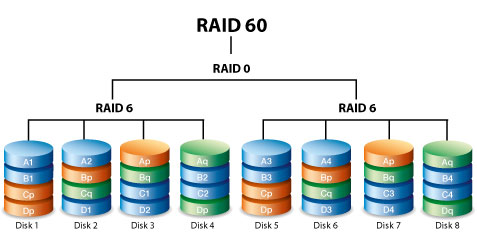 RAID 60
RAID 0
RAID 6 RAID 6
A1 A2 Ap Aq A3 A4 Ap Aq
B1 Bp Bq B2 B3 Bp Bq B4
Cp Cq C1 C2 Cp Cq C3 C4
Dp D1 D2 Dp Dp D3 D4 Dq
Disk 1 Disk 2 Disk 3 Disk 4 Disk 5 Disk 6 Disk 7 Disk 8